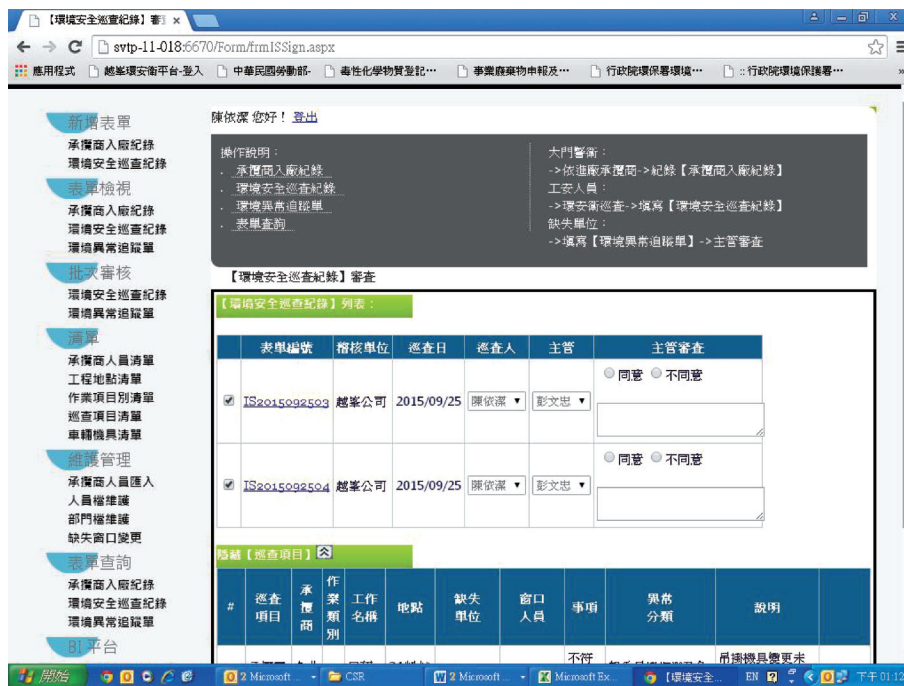 【環境安全巡查紀錄】審
svtp-11-018:6670/Form/frmISSign.aspx
應用程式 越峯環安衛平台-登入 中華民國勞動部- 毒性化學物質登記… 事業廢棄物申報及… 行政院環保署環境… :: 行政院環境保護署… »
新增表單
承攬商入廠紀錄
環境安全巡查紀錄
表單檢視
承攬商入廠紀錄
環境安全巡查紀錄
環境異常追蹤單
批次審核
環境安全巡查紀錄
環境異常追蹤單
清單
承攬商人員清單
工程地點清單
作業項目別清單
巡查項目清單
車輛機具清單
維護管理
承攬商人員匯入
人員檔維護
部門檔維護
缺失窗口變更
表單查詢
承攬商入廠紀錄
環境安全巡查紀錄
環境異常追蹤單
BI 平台
陳依潔 您好！ 登出
操作說明：
. 承攬商入廠紀錄
. 環境安全巡查紀錄
. 環境異常追蹤單
. 表單查詢
大門警衛：
->依進廠承攬商->紀錄【承攬商入廠紀錄】
工安人員：
->環安衛巡查->填寫【環境安全巡查紀錄】
缺失單位：
->填寫【環境異常追蹤單】->主管審查
【環境安全巡查紀錄】審查
【環境安全巡查紀錄】列表：
表單編號 稽核單位 巡查日 巡查人 主管 主管審查
IS2015092503 越峯公司 2015/09/25 陳依潔 彭文忠 同意 不同意
IS2015092504 越峯公司 2015/09/25 陳依潔 彭文忠 同意 不同意
隱藏【巡查項目】
# 巡查項目 承攬商 作業類別 工作名稱 地點 缺失單位 窗口人員 事項 異常分類 說明
不符
吊掛機具變更未
開始 2 Microsoft ... CSR 2 Microsoft ... Microsoft Ex... 【環境安全... EN 下午 01:12